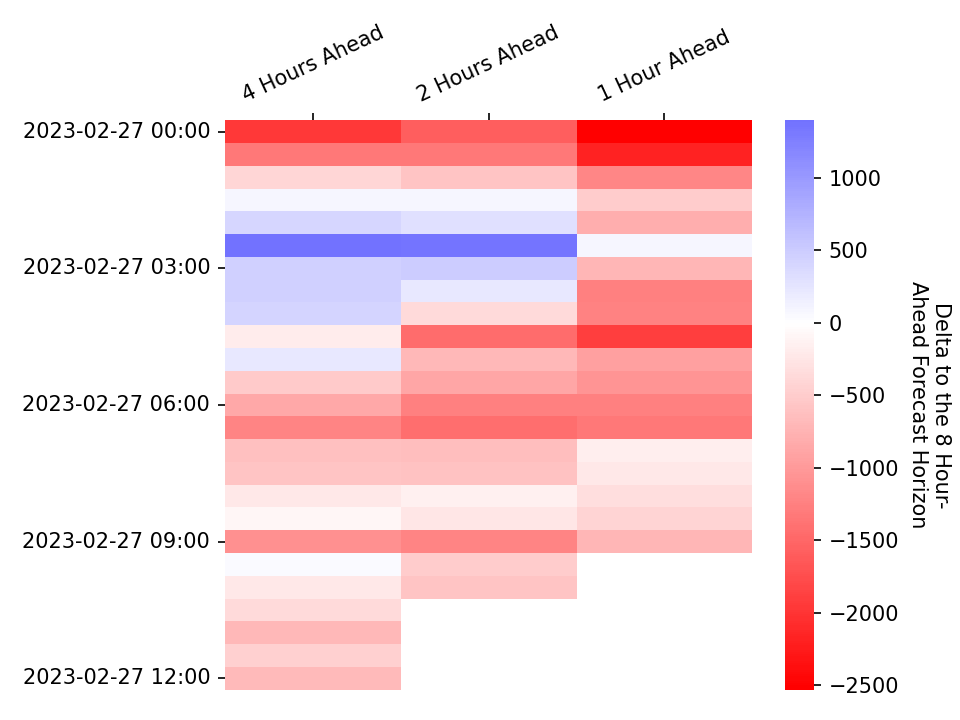 4 Hours Ahead
2 Hours Ahead
1 Hour Ahead
2023-02-27 00:00
2023-02-27 03:00
2023-02-27 06:00
2023-02-27 09:00
2023-02-27 12:00
1000
500
0
−500
−1000
−1500
−2000
−2500
Delta to the 8 Hour-
Ahead Forecast Horizon